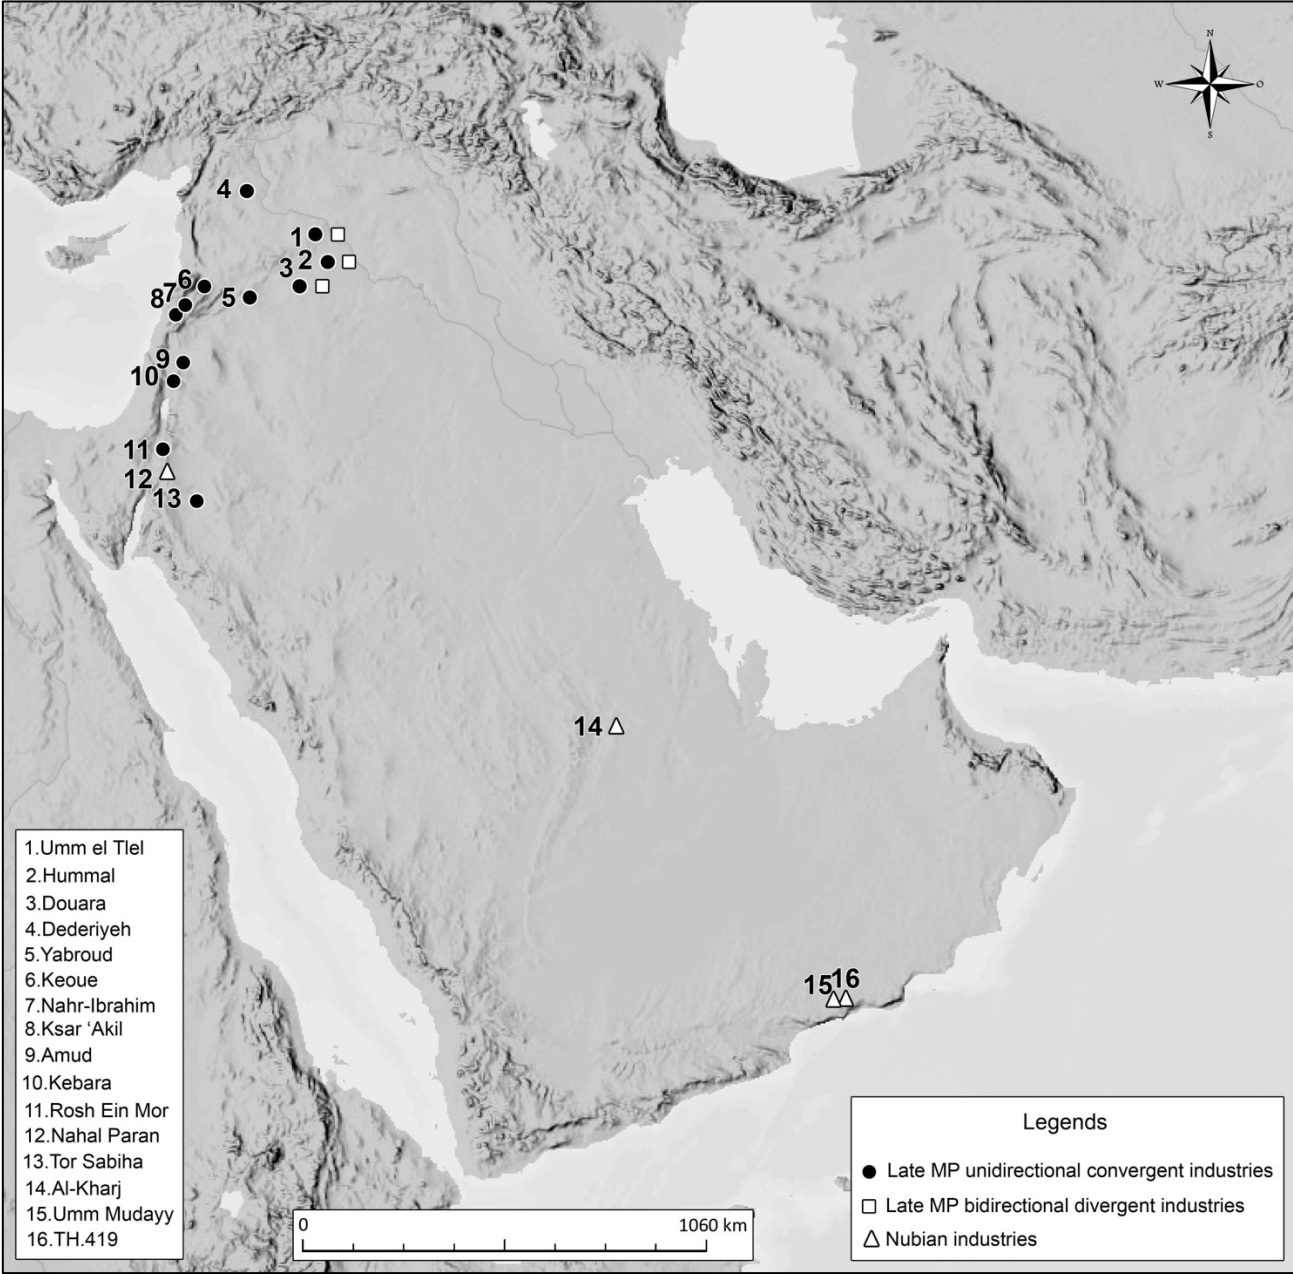 N
W
O
S
4
1
2
3
6
7
8
5
9
10
11
12
13
14
15
16
1.Umm el Tlel
2.Hummal
3.Douara
4.Dederiyeh
5.Yabroud
6.Keoue
7.Nahr-Ibrahim
8.Ksar ‘Akil
9.Amud
10.Kebara
11.Rosh Ein Mor
12.Nahal Paran
13.Tor Sabiha
14.Al-Kharj
15.Umm Mudayy
16.TH.419
0
1060 km
Legends
Late MP unidirectional convergent industries
Late MP bidirectional divergent industries
Nubian industries